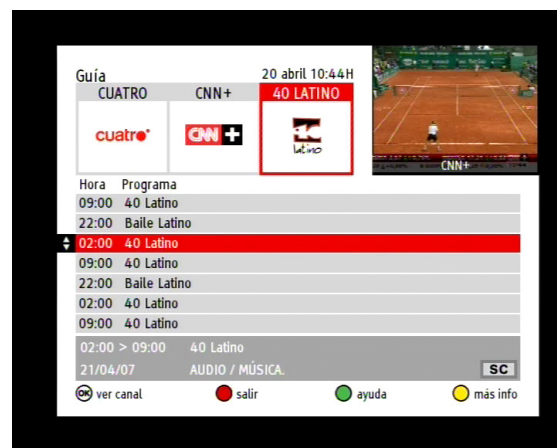 Guía
20 abril 10:44H
CUATRO
CNN+
40 LATINO
cuatro
CNN +
40
latino
CNN+
Hora Programa
09:00 40 Latino
22:00 Baile Latino
02:00 40 Latino
09:00 40 Latino
22:00 Baile Latino
02:00 40 Latino
09:00 40 Latino
02:00 > 09:00 40 Latino
21/04/07 AUDIO / MÚSICA.
SC
OK ver canal
salir
ayuda
más info